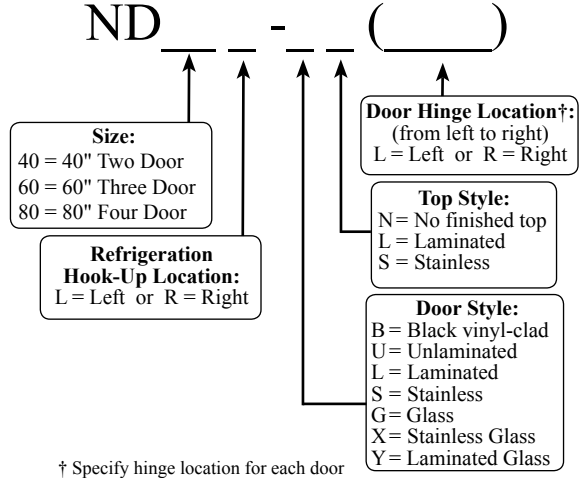 ND___ _ - _ _ (_____)
Size:
40 = 40" Two Door
60 = 60" Three Door
80 = 80" Four Door
Refrigeration
Hook-Up Location:
L = Left or R = Right
Door Hinge Location†:
(from left to right)
L = Left or R = Right
Top Style:
N = No finished top
L = Laminated
S = Stainless
Door Style:
B = Black vinyl-clad
U = Unlaminated
L = Laminated
S = Stainless
G = Glass
X = Stainless Glass
Y = Laminated Glass
† Specify hinge location for each door